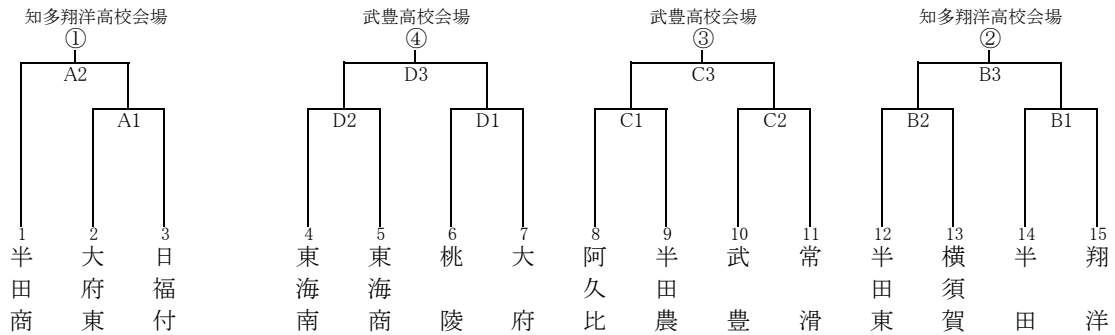 知多翔洋高校会場 武豊高校会場 武豊高校会場 知多翔洋高校会場
① ④ ③ ②
A2 D3 C3 B3
A1 D2 D1 C1 C2 B2 B1
1 2 3 4 5 6 7 8 9 10 11 12 13 14 15
半田商
大府東
日福付
東海南
東海商
桃陵
大府
阿久比
半田農
武豊
常滑
半田東
横須賀
半田
翔洋